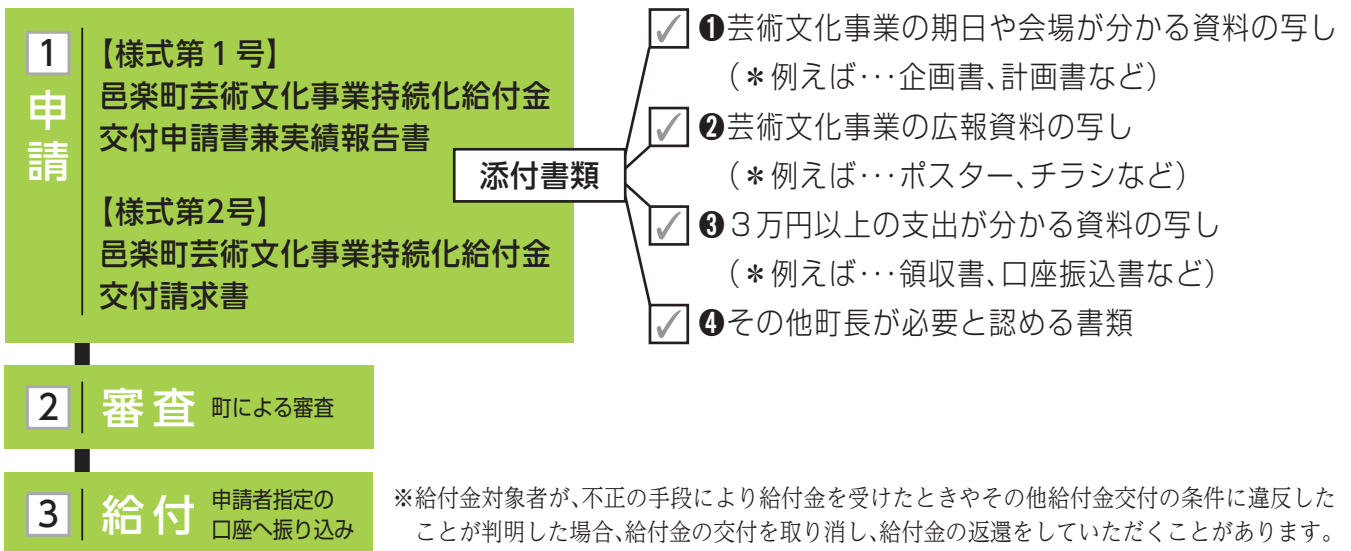 1
申請
【様式第1号】
邑楽町芸術文化事業持続化給付金
交付申請書兼実績報告書
【様式第2号】
邑楽町芸術文化事業持続化給付金
交付請求書
添付書類
✓ ❶芸術文化事業の期日や会場が分かる資料の写し
（＊例えば･･･企画書、計画書など）
✓ ❷芸術文化事業の広報資料の写し
（＊例えば･･･ポスター、チラシなど）
✓ ❸３万円以上の支出が分かる資料の写し
（＊例えば･･･領収書、口座振込書など）
✓ ❹その他町長が必要と認める書類
2 審査 町による審査
3 給付 申請者指定の
口座へ振り込み
※給付金対象者が、不正の手段により給付金を受けたときやその他給付金交付の条件に違反した
ことが判明した場合、給付金の交付を取り消し、給付金の返還をしていただくことがあります。